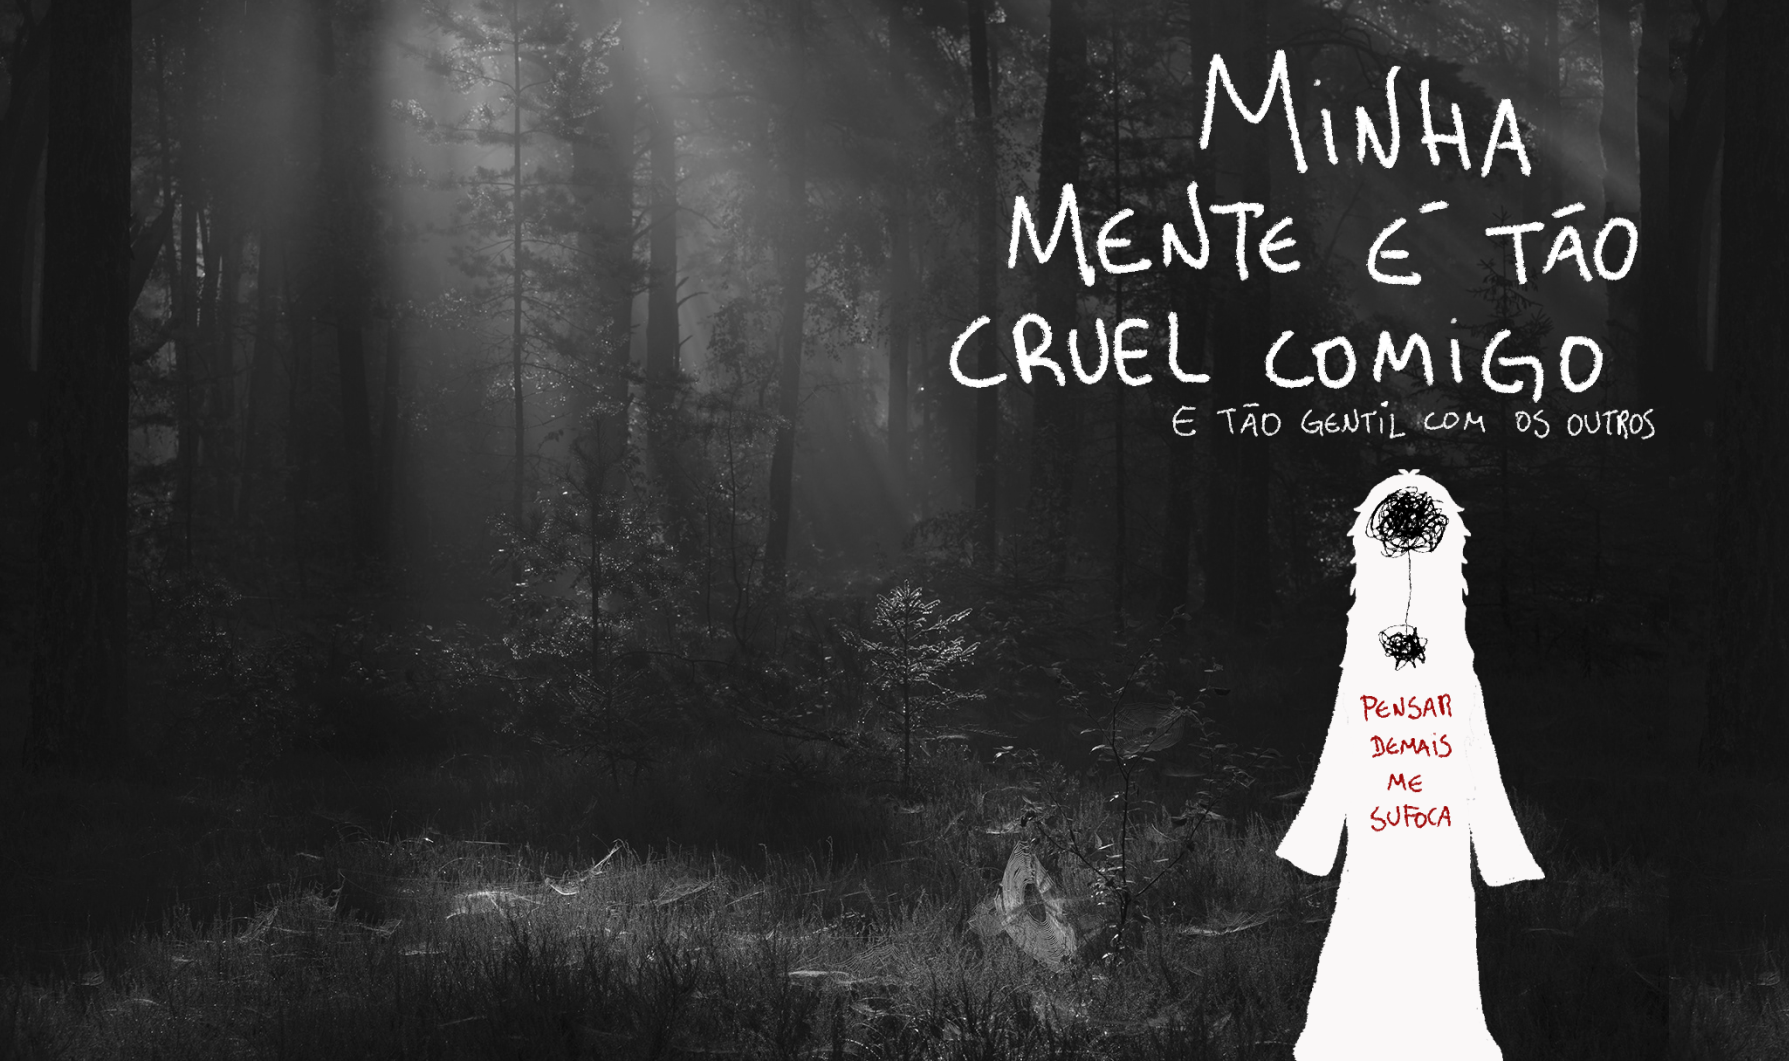 MINHA
MENTE É TÃO
CRUEL COMIGO
E TÃO GENTIL COM OS OUTROS
PENSAR
DEMAIS
ME
SUFOCA